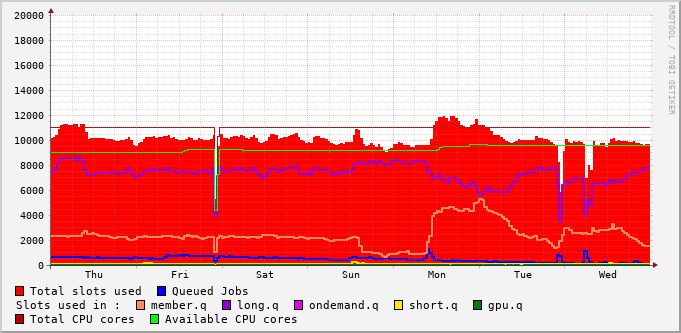 20000
18000
16000
14000
12000
10000
8000
6000
4000
2000
0
Thu Fri Sat Sun Mon Tue Wed
Total slots used Queued Jobs
Slots used in : member.q long.q ondemand.q short.q gpu.q
Total CPU cores Available CPU cores
RRDTOOL / TOBI OETIKER